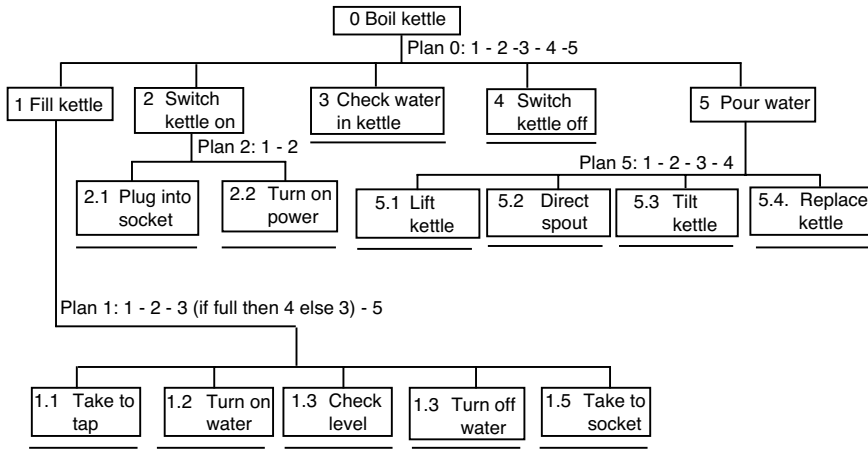 0 Boil kettle
Plan 0: 1 - 2 -3 - 4 -5
1 Fill kettle
2 Switch
kettle on
3 Check water
in kettle
4 Switch
kettle off
5 Pour water
Plan 2: 1 - 2
Plan 5: 1 - 2 - 3 - 4
2.1 Plug into
socket
2.2 Turn on
power
5.1 Lift
kettle
5.2 Direct
spout
5.3 Tilt
kettle
5.4. Replace
kettle
Plan 1: 1 - 2 - 3 (if full then 4 else 3) - 5
1.1 Take to
tap
1.2 Turn on
water
1.3 Check
level
1.3 Turn off
water
1.5 Take to
socket